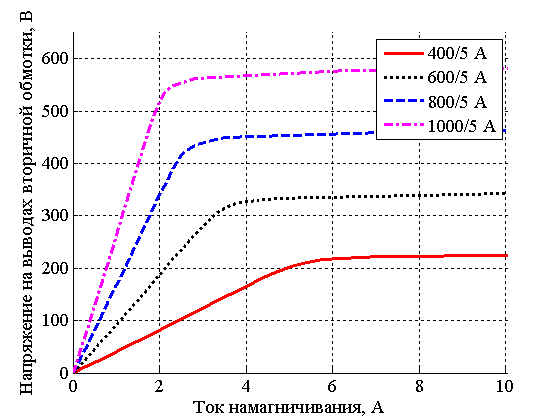 Напряжение на выводах вторичной обмотки, В
600
500
400
300
200
100
0
0 2 4 6 8 10
Ток намагничивания, А
400/5 А
600/5 А
800/5 А
1000/5 А